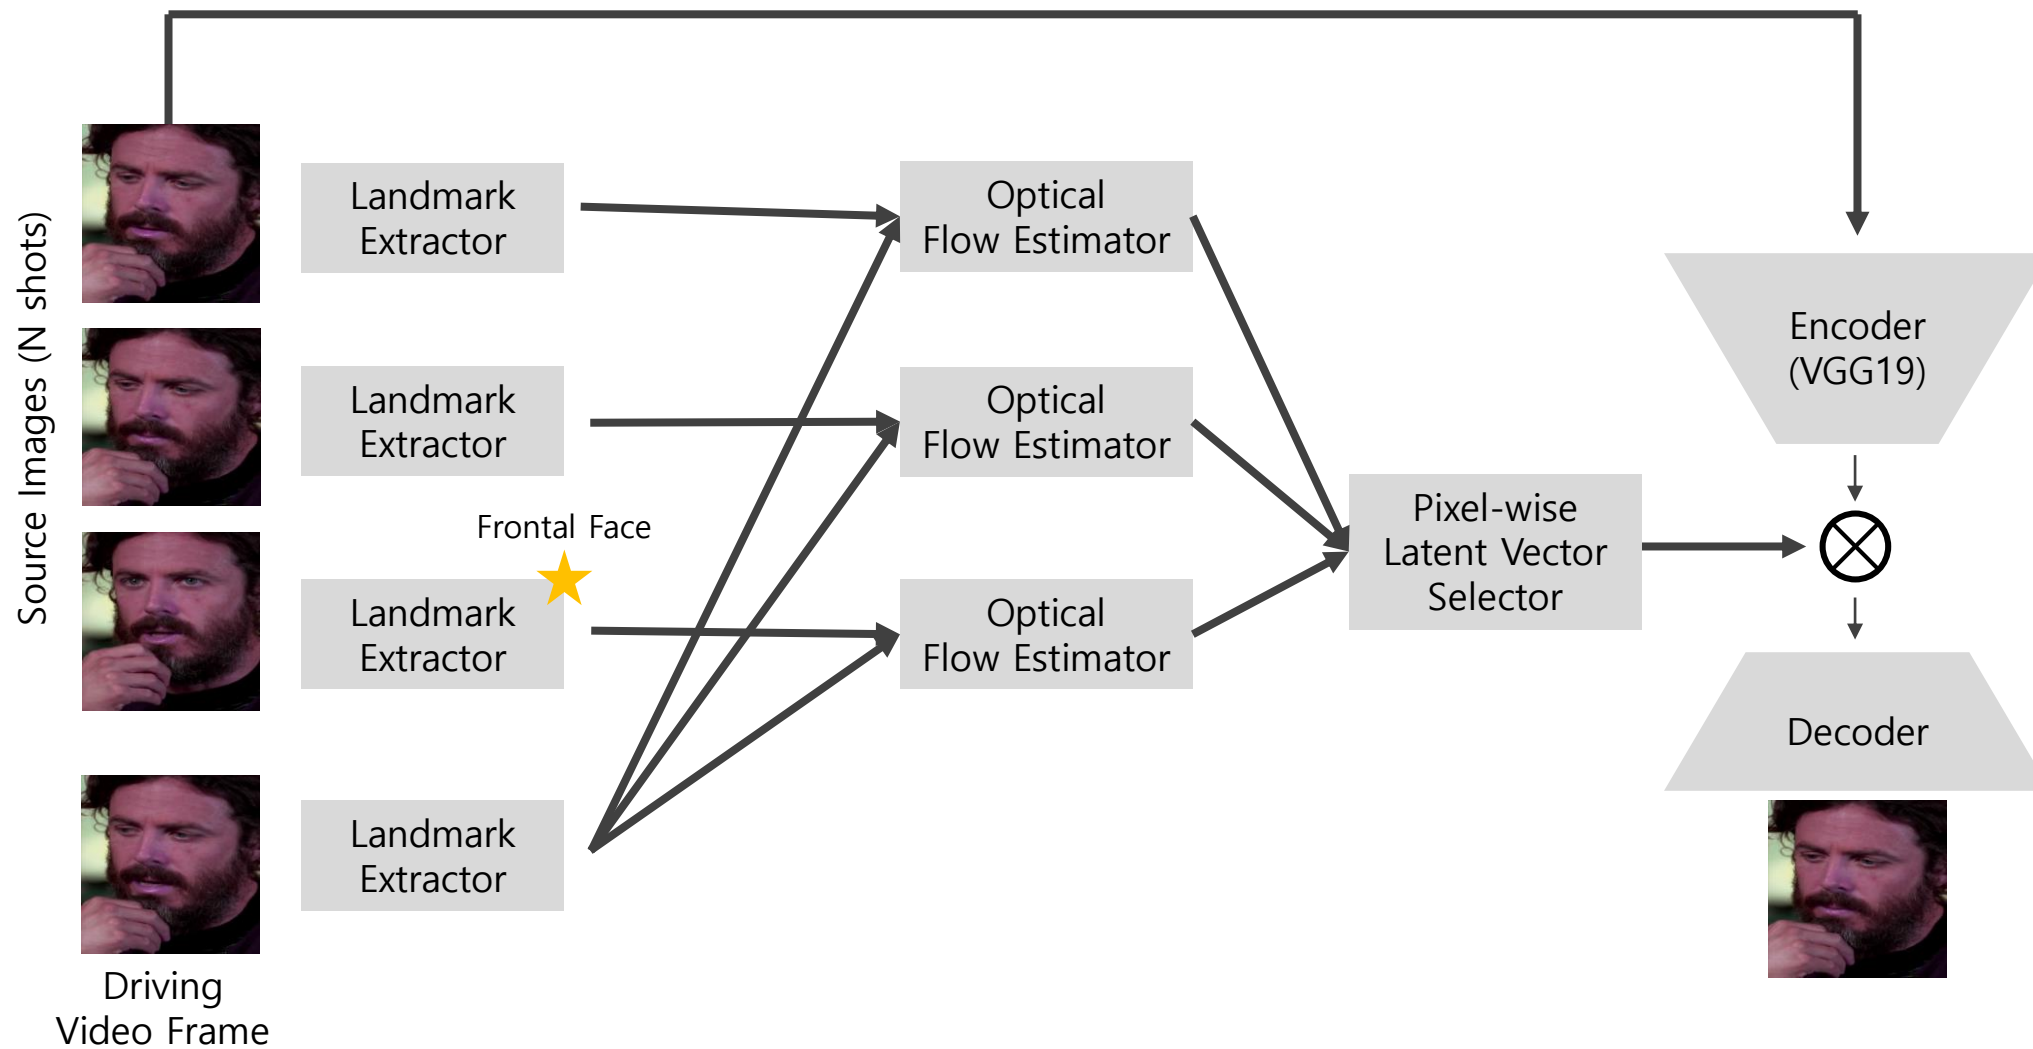 Source Images (N shots)
Landmark
Extractor
Optical
Flow Estimator
Landmark
Extractor
Optical
Flow Estimator
Frontal Face
Landmark
Extractor
Optical
Flow Estimator
Landmark
Extractor
Driving
Video Frame
Pixel-wise
Latent Vector
Selector
Encoder
(VGG19)
Decoder